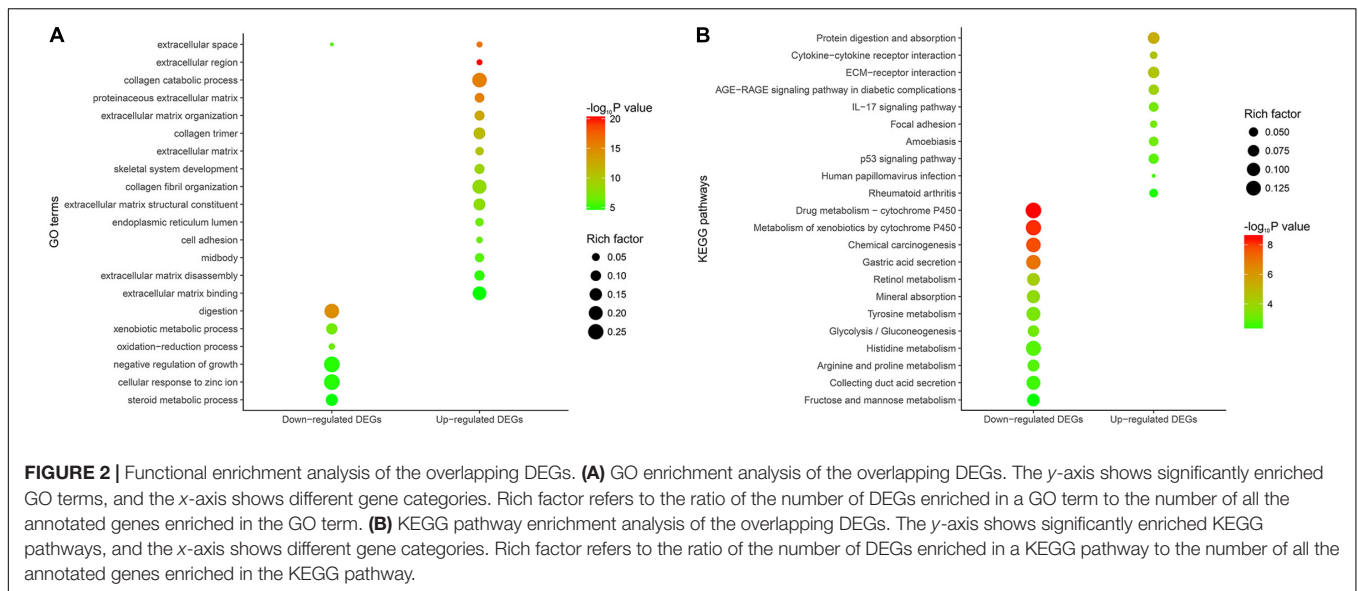 A
GO terms
extracellular space
extracellular region
collagen catabolic process
proteinaceous extracellular matrix
extracellular matrix organization
collagen trimer
extracellular matrix
skeletal system development
collagen fibril organization
extracellular matrix structural constituent
endoplasmic reticulum lumen
cell adhesion
midbody
extracellular matrix disassembly
extracellular matrix binding
digestion
xenobiotic metabolic process
oxidation−reduction process
negative regulation of growth
cellular response to zinc ion
steroid metabolic process
Down-regulated DEGs
Up-regulated DEGs
-log₁₀P value
20
15
10
5
Rich factor
0.05
0.10
0.15
0.20
0.25
B
KEGG pathways
Protein digestion and absorption
Cytokine−cytokine receptor interaction
ECM−receptor interaction
AGE−RAGE signaling pathway in diabetic complications
IL−17 signaling pathway
Focal adhesion
Amoebiasis
p53 signaling pathway
Human papillomavirus infection
Rheumatoid arthritis
Drug metabolism − cytochrome P450
Metabolism of xenobiotics by cytochrome P450
Chemical carcinogenesis
Gastric acid secretion
Retinol metabolism
Mineral absorption
Tyrosine metabolism
Glycolysis / Gluconeogenesis
Histidine metabolism
Arginine and proline metabolism
Collecting duct acid secretion
Fructose and mannose metabolism
Down-regulated DEGs
Up-regulated DEGs
Rich factor
0.050
0.075
0.100
0.125
-log₁₀P value
8
6
4
FIGURE 2 | Functional enrichment analysis of the overlapping DEGs. (A) GO enrichment analysis of the overlapping DEGs. The y-axis shows significantly enriched
GO terms, and the x-axis shows different gene categories. Rich factor refers to the ratio of the number of DEGs enriched in a GO term to the number of all the
annotated genes enriched in the GO term. (B) KEGG pathway enrichment analysis of the overlapping DEGs. The y-axis shows significantly enriched KEGG
pathways, and the x-axis shows different gene categories. Rich factor refers to the ratio of the number of DEGs enriched in a KEGG pathway to the number of all the
annotated genes enriched in the KEGG pathway.